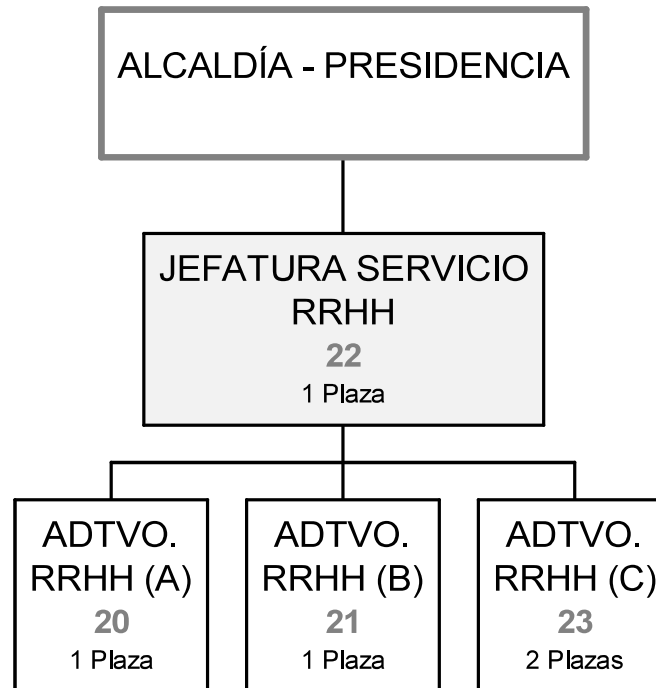 ALCALDÍA - PRESIDENCIA
JEFATURA SERVICIO
RRHH
22
1 Plaza
ADTVO.
RRHH (A)
20
1 Plaza
ADTVO.
RRHH (B)
21
1 Plaza
ADTVO.
RRHH (C)
23
2 Plazas